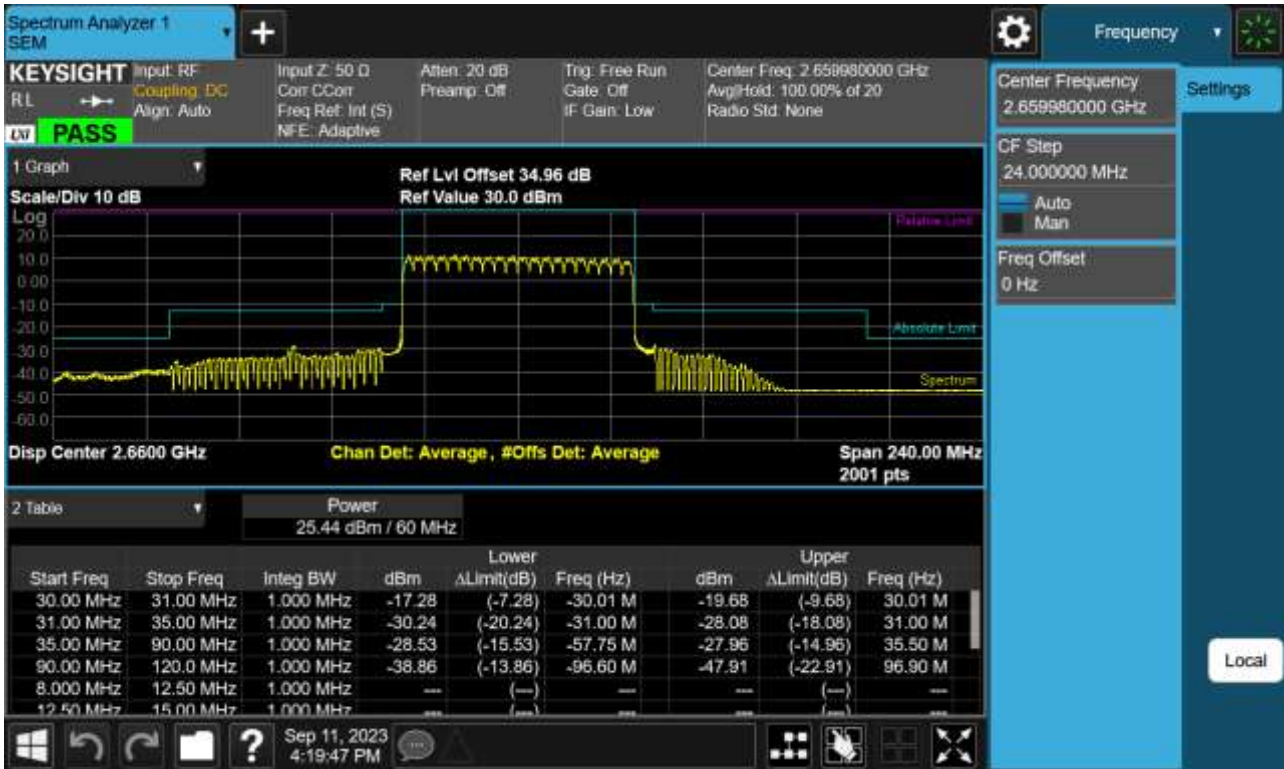 Spectrum Analyzer 1
SEM
Frequency
KEYSIGHT
RL
LXI PASS
Input: RF
Coupling: DC
Align: Auto
Input Z: 50 Ω
Corr CCorr
Freq Ref: Int (S)
NFE: Adaptive
Atten: 20 dB
Preamp: Off
Trig: Free Run
Gate: Off
IF Gain: Low
Center Freq: 2.659980000 GHz
Avg|Hold: 100.00% of 20
Radio Std: None
Center Frequency
2.659980000 GHz
Settings
CF Step
24.000000 MHz
Auto
Man
Freq Offset
0 Hz
1 Graph
Scale/Div 10 dB
Ref Lvl Offset 34.96 dB
Ref Value 30.0 dBm
Log
20.0
10.0
0.00
-10.0
-20.0
-30.0
-40.0
-50.0
-60.0
Relative Limit
Absolute Limit
Spectrum
Disp Center 2.6600 GHz
Chan Det: Average, #Offs Det: Average
Span 240.00 MHz
2001 pts
2 Table
Power
25.44 dBm / 60 MHz
Lower Upper
Start Freq Stop Freq Integ BW dBm ΔLimit(dB) Freq (Hz) dBm ΔLimit(dB) Freq (Hz)
30.00 MHz 31.00 MHz 1.000 MHz -17.28 (-7.28) -30.01 M -19.68 (-9.68) 30.01 M
31.00 MHz 35.00 MHz 1.000 MHz -30.24 (-20.24) -31.00 M -28.08 (-18.08) 31.00 M
35.00 MHz 90.00 MHz 1.000 MHz -28.53 (-15.53) -57.75 M -27.96 (-14.96) 35.50 M
90.00 MHz 120.0 MHz 1.000 MHz -38.86 (-13.86) -96.60 M -47.91 (-22.91) 96.90 M
8.000 MHz 12.50 MHz 1.000 MHz --- (---) --- --- (---) ---
12.50 MHz 15.00 MHz 1.000 MHz --- (---) --- --- (---) ---
Local
Sep 11, 2023
4:19:47 PM